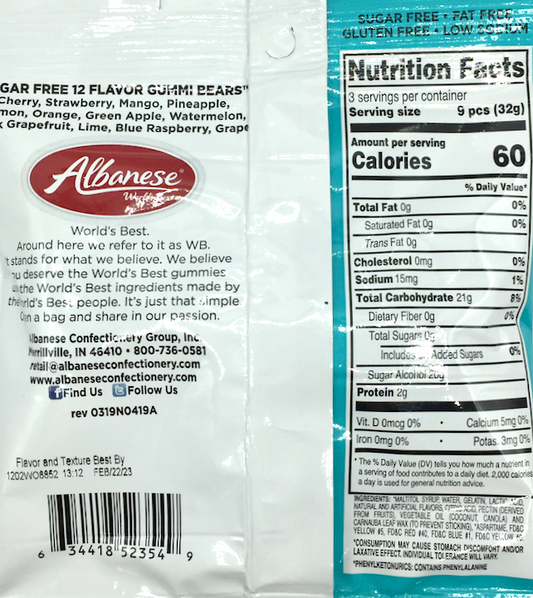 SUGAR FREE • FAT FREE
GLUTEN FREE • LOW SODIUM
GAR FREE 12 FLAVOR GUMMI BEARS
Cherry, Strawberry, Mango, Pineapple,
mon, Orange, Green Apple, Watermelon,
k Grapefruit, Lime, Blue Raspberry, Grape
Albanese®
World's Best
World's Best.
Around here we refer to it as WB.
t stands for what we believe. We believe
ou deserve the World's Best gummies
the World's Best ingredients made by
the World's Best people. It's just that simple.
a bag and share in our passion.
Albanese Confectionery Group, Inc.
Merrillville, IN 46410 • 800-736-0581
retail@albaneseconfectionery.com
www.albaneseconfectionery.com
f Find Us Follow Us
rev 0319N0419A
Flavor and Texture Best By
1202WO8852 13:12 FEB/22/23
6 34418 52354 9
Nutrition Facts
3 servings per container
Serving size 9 pcs (32g)
Amount per serving
Calories 60
% Daily Value*
Total Fat 0g 0%
Saturated Fat 0g 0%
Trans Fat 0g
Cholesterol 0mg 0%
Sodium 15mg 1%
Total Carbohydrate 21g 8%
Dietary Fiber 0g 0%
Total Sugars 0g
Includes Added Sugars 0%
Sugar Alcohol 20g
Protein 2g
Vit. D 0mcg 0% • Calcium 5mg 0%
Iron 0mg 0% • Potas. 3mg 0%
* The % Daily Value (DV) tells you how much a nutrient in
a serving of food contributes to a daily diet. 2,000 calories
a day is used for general nutrition advice.
INGREDIENTS: *MALTITOL SYRUP, WATER, GELATIN, LACTIC ACID,
NATURAL AND ARTIFICIAL FLAVORS, CITRIC ACID, PECTIN (DERIVED
FROM FRUITS), VEGETABLE OIL (COCONUT, CANOLA) AND
CARNAUBA LEAF WAX (TO PREVENT STICKING), *ASPARTAME, FD&C
YELLOW #5, FD&C RED #40, FD&C BLUE #1, FD&C YELLOW #6.
*CONSUMPTION MAY CAUSE STOMACH DISCOMFORT AND/OR
LAXATIVE EFFECT. INDIVIDUAL TOLERANCE WILL VARY.
*PHENYLKETONURICS: CONTAINS PHENYLALANINE